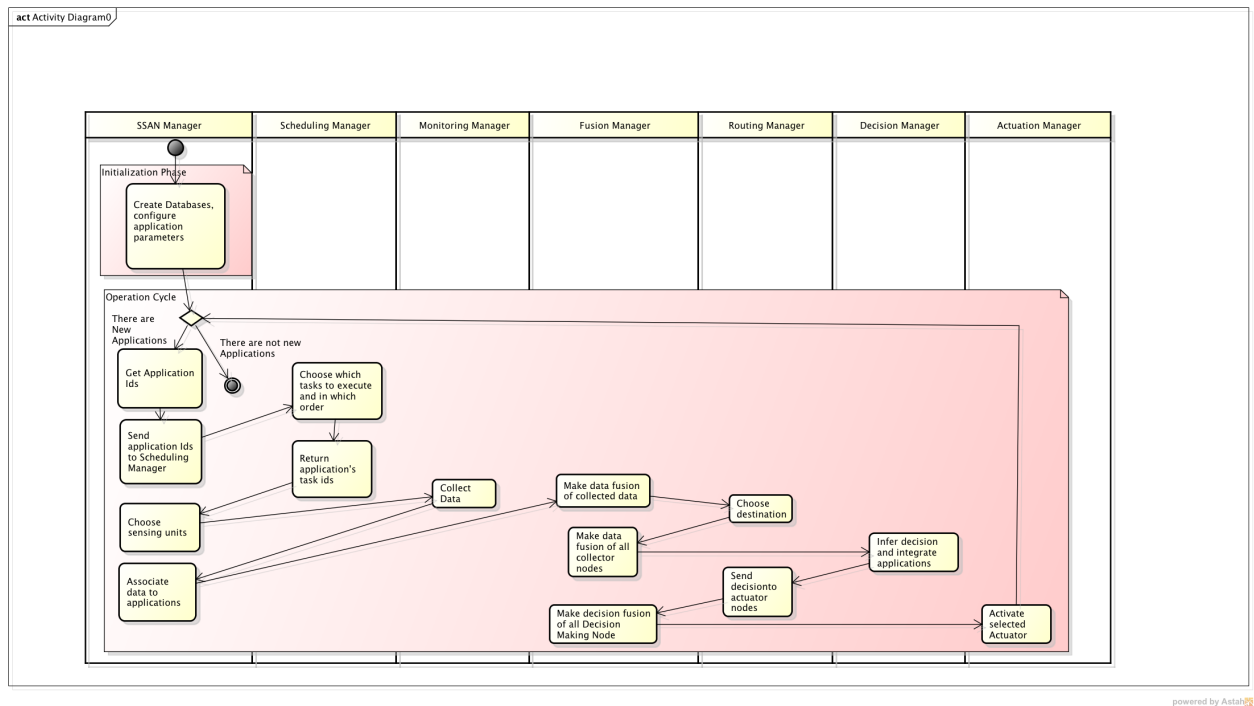 act Activity Diagram0
SSAN Manager
Scheduling Manager
Monitoring Manager
Fusion Manager
Routing Manager
Decision Manager
Actuation Manager
Initialization Phase
Create Databases,
configure
application
parameters
Operation Cycle
There are
New
Applications
There are not new
Applications
Get Application
Ids
Send
application Ids
to Scheduling
Manager
Choose which
tasks to execute
and in which
order
Return
application's
task ids
Choose
sensing units
Collect
Data
Associate
data to
applications
Make data fusion
of collected data
Choose
destination
Make data
fusion of all
collector
nodes
Infer decision
and integrate
applications
Send
decisionto
actuator
nodes
Make decision fusion
of all Decision
Making Node
Activate
selected
Actuator
powered by Astah